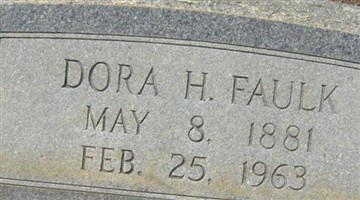 DORA H. FAULK
MAY 8, 1881
FEB. 25, 1963